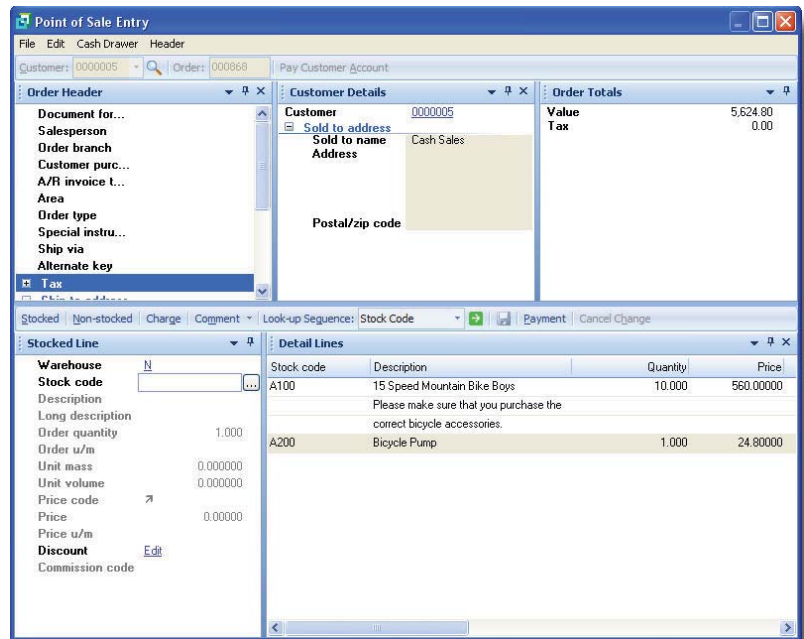 Point of Sale Entry
File Edit Cash Drawer Header
Customer: 0000005 Order: 000868 Pay Customer Account
Order Header
Document for...
Salesperson
Order branch
Customer purc...
A/R invoice t...
Area
Order type
Special instru...
Ship via
Alternate key
Tax
Customer Details
Customer 0000005
Sold to address
Sold to name Cash Sales
Address
Postal/zip code
Order Totals
Value 5,624.80
Tax 0.00
Stocked Non-stocked Charge Comment Look-up Sequence: Stock Code Payment Cancel Change
Stocked Line
Warehouse N
Stock code ...
Description
Long description
Order quantity 1.000
Order u/m
Unit mass 0.000000
Unit volume 0.000000
Price code
Price 0.00000
Price u/m
Discount Edit
Commission code
Detail Lines
Stock code Description Quantity Price
A100 15 Speed Mountain Bike Boys 10.000 560.00000
Please make sure that you purchase the
correct bicycle accessories.
A200 Bicycle Pump 1.000 24.80000